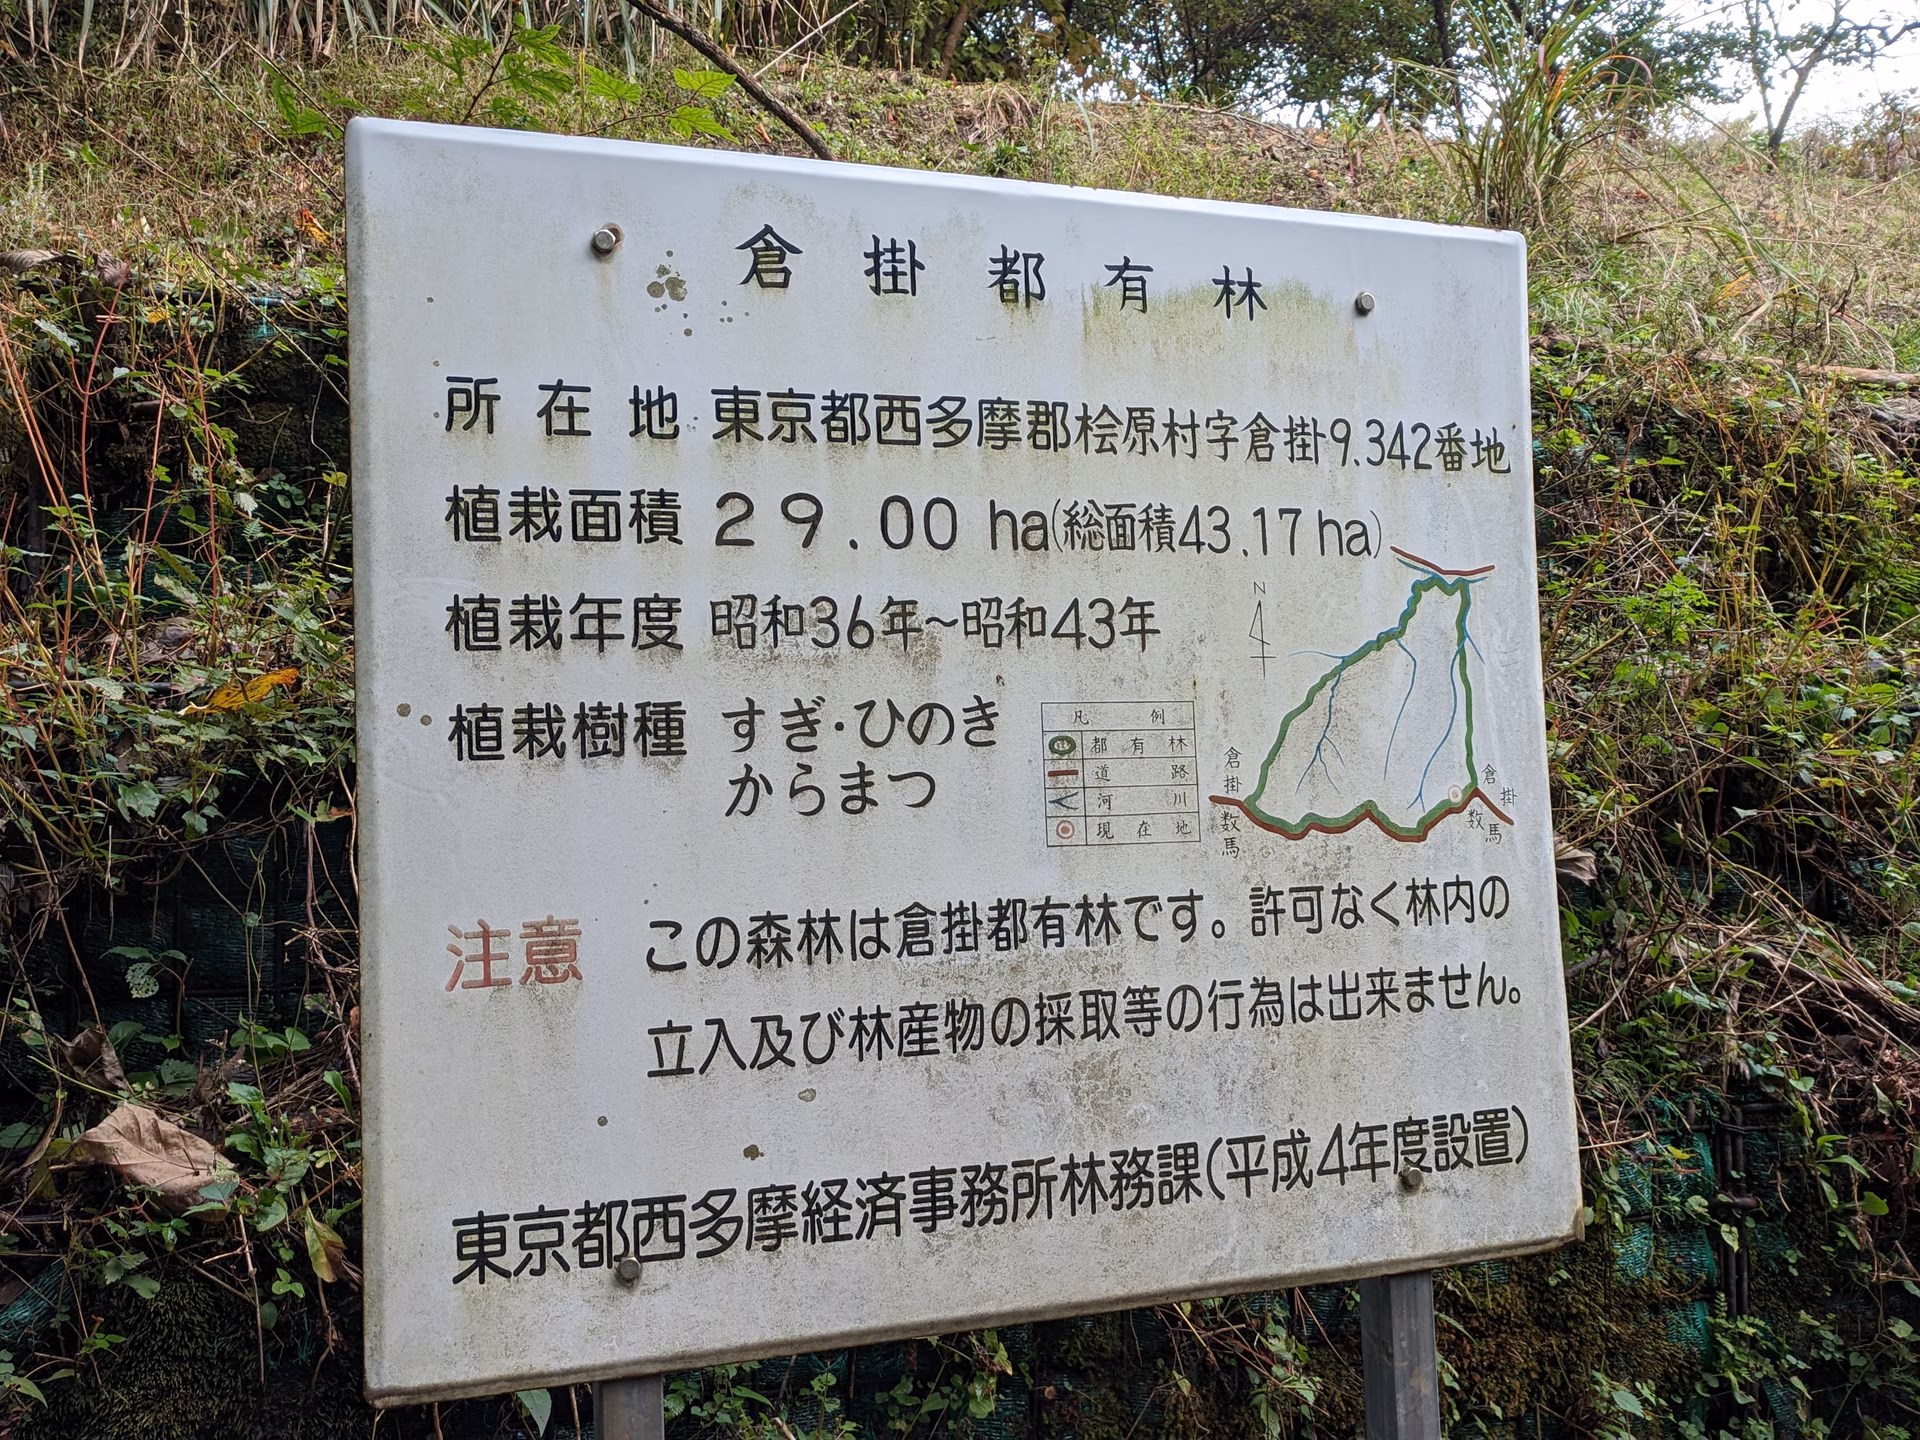 倉掛都有林
所在地 東京都西多摩郡桧原村字倉掛9.342番地
植栽面積 29.00 ha(総面積43.17ha)
植栽年度 昭和36年~昭和43年
植栽樹種 すぎ·ひのき
からまつ
凡例
都有林
道路
河川
現在地
N
倉掛
数馬
倉掛
数馬
注意 この森林は倉掛都有林です。許可なく林内の
立入及び林産物の採取等の行為は出来ません。
東京都西多摩経済事務所林務課(平成4年度設置)